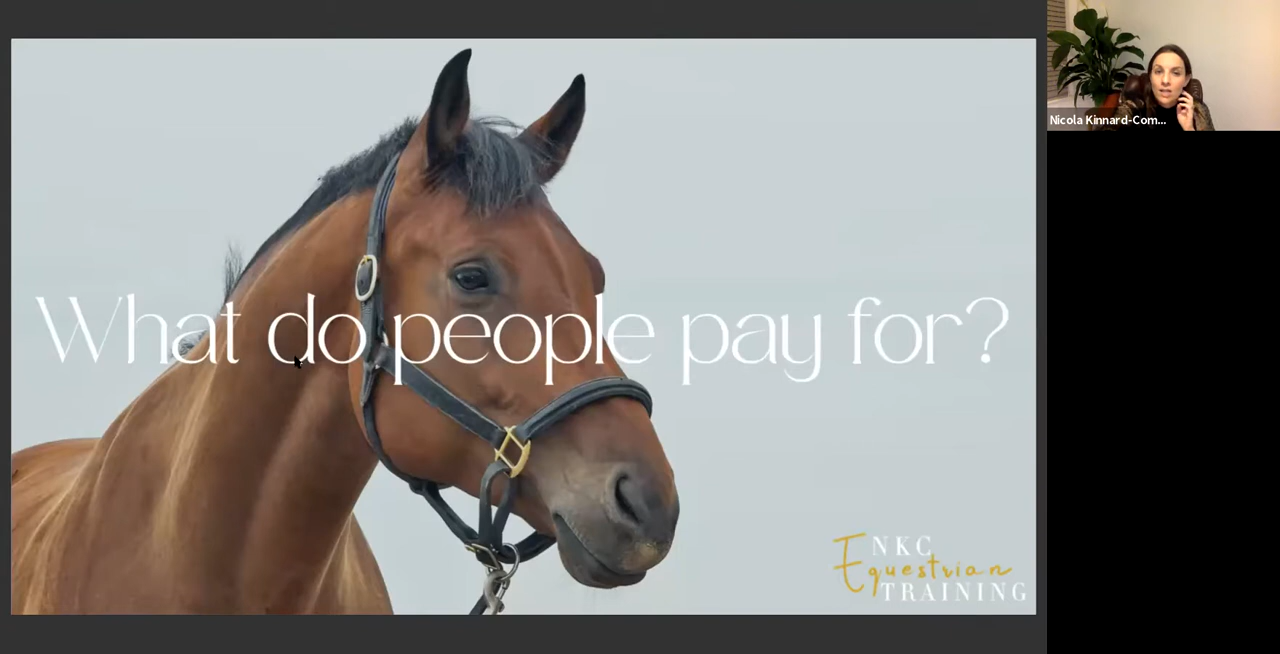 What do people pay for?
NKC
Equestrian
TRAINING
Nicola Kinnard-Com...